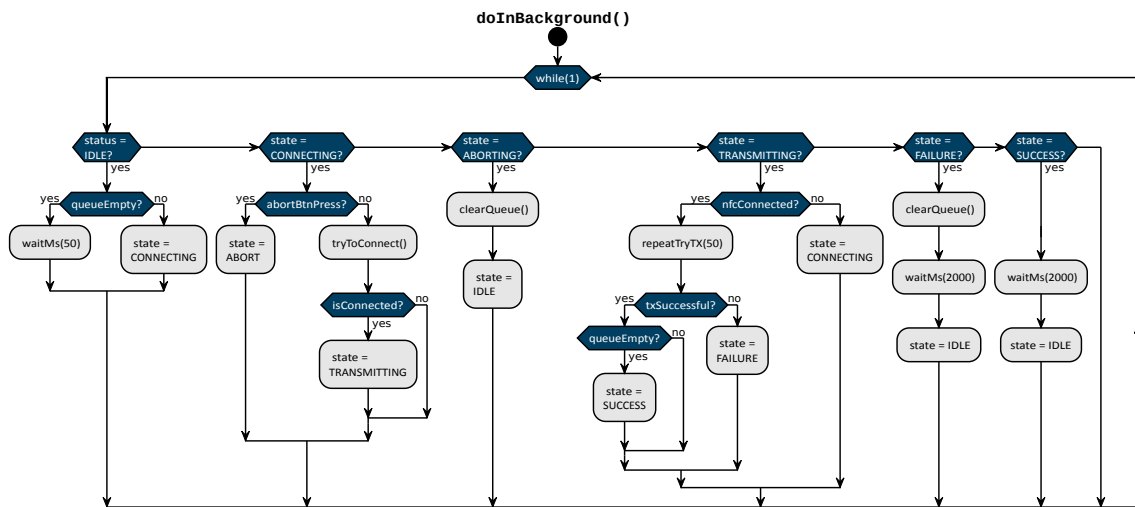 doInBackground()
while(1)
status =
IDLE?
state =
CONNECTING?
state =
ABORTING?
state =
TRANSMITTING?
state =
FAILURE?
state =
SUCCESS?
yes
yes
yes
yes
yes
yes
yes
queueEmpty?
no
yes
abortBtnPress?
no
clearQueue()
yes
nfcConnected?
no
clearQueue()
waitMs(50)
state =
CONNECTING
state =
ABORT
tryToConnect()
repeatTryTX(50)
state =
CONNECTING
state =
IDLE
waitMs(2000)
waitMs(2000)
isConnected?
no
yes
yes
txSuccessful?
no
state =
TRANSMITTING
queueEmpty?
no
yes
state =
FAILURE
state = IDLE
state = IDLE
state =
SUCCESS